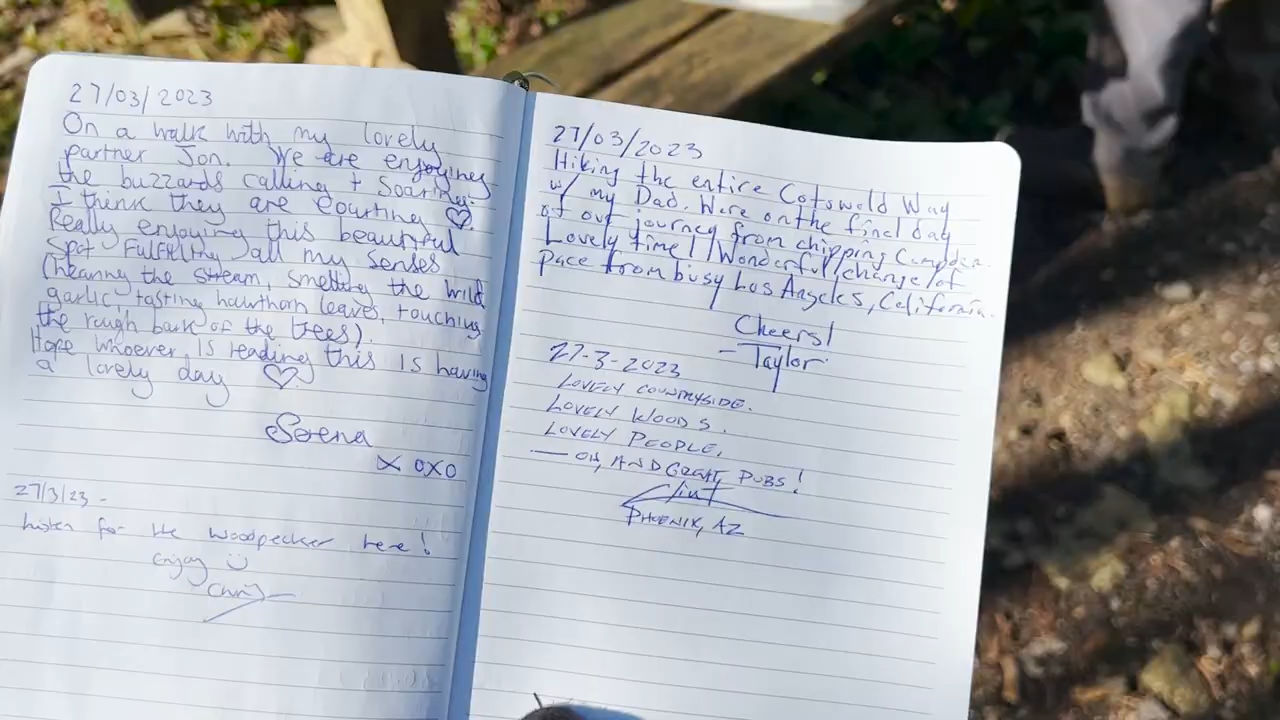 27/03/2023
On a walk with my lovely
partner Jon. We are enjoying
the buzzards calling + soaring.
I think they are courting
Really enjoying this beautiful
spot Fulfilling all my senses
(hearing the stream, smelling the wild
garlic, tasting hawthorn leaves, touching
the rough bark of the trees).
Hope whoever is reading this is having
a lovely day
Serena
xoxo
27/3/23 -
Listen for the woodpecker here!
Enjoy
Chris
27/03/2023
Hiking the entire Cotswold Way
w/ my Dad. Were on the final day
of our journey from chipping Campden.
Lovely time! Wonderful change of
pace from busy Los Angeles, California.
Cheers!
- Taylor
27-3-2023
LOVELY COUNTRYSIDE.
LOVELY WOODS.
LOVELY PEOPLE,
— OH, AND GREAT PUBS!
Clint
PHOENIX, AZ